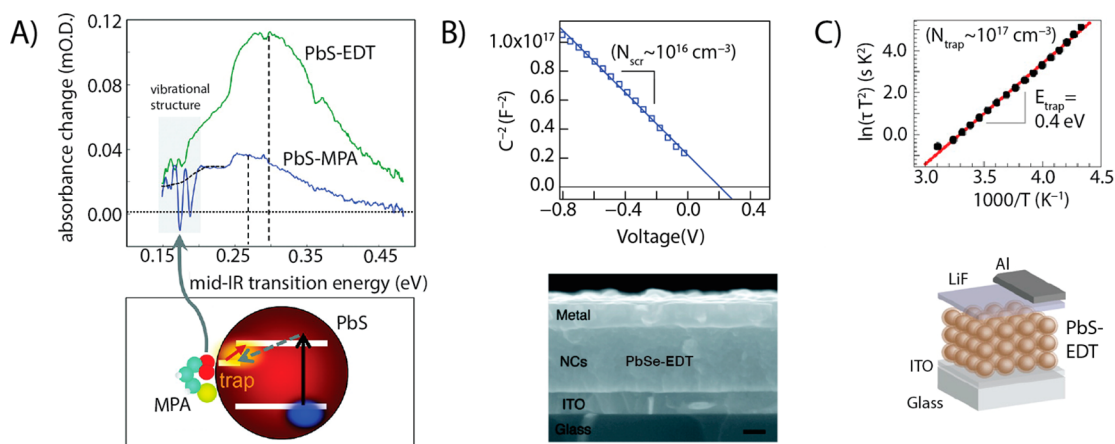 A)
absorbance change (mO.D.)
0.12
0.08
0.04
0.00
PbS-EDT
vibrational
structure
PbS-MPA
0.15
0.25
0.35
0.45
mid-IR transition energy (eV)
PbS
trap
MPA
B)
C⁻² (F⁻²)
1.0x10¹⁷
0.8
0.6
0.4
0.2
0.0
(Nscr~10¹⁶ cm⁻³)
−0.8
−0.4
0.0
0.4
Voltage(V)
Metal
NCs
PbSe-EDT
ITO
Glass
C)
ln(τ T²) (s K²)
4.0
2.0
0.0
(Ntrap~10¹⁷ cm⁻³)
Etrap=
0.4 eV
3.0
3.5
4.0
4.5
1000/T (K⁻¹)
Al
LiF
PbS-
EDT
ITO
Glass